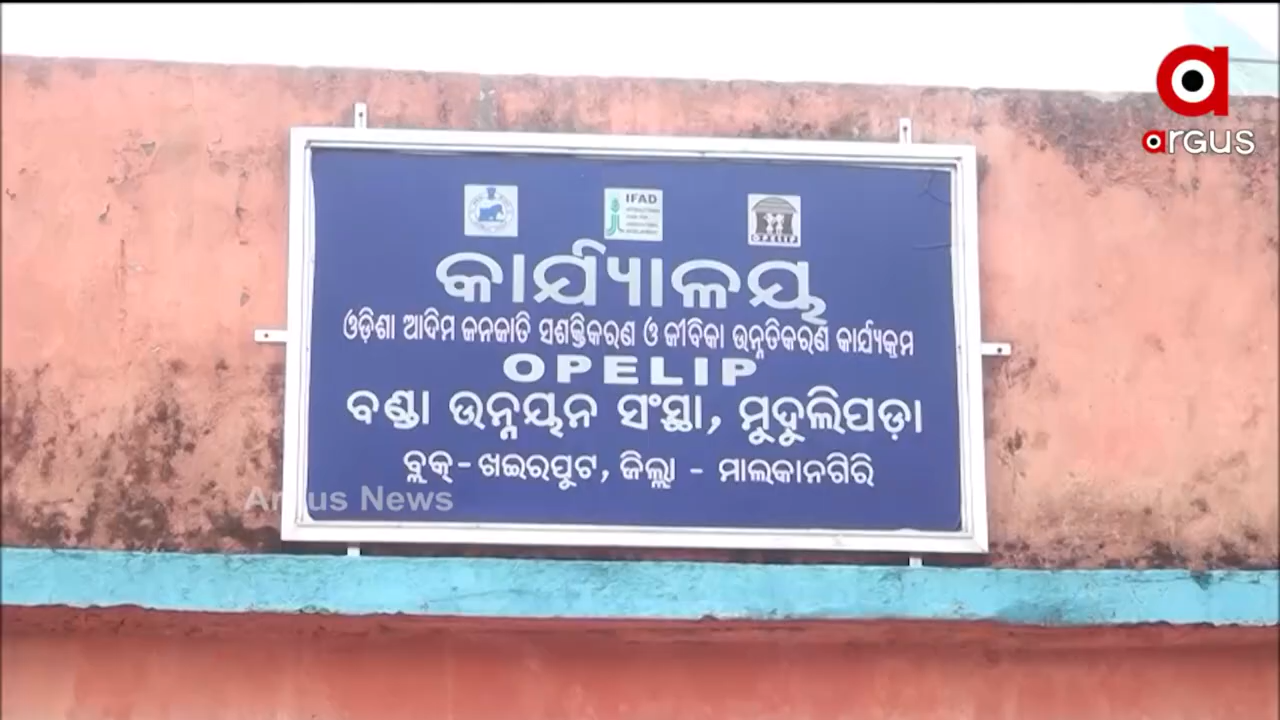 argus
IFAD
OPELIP
କାର୍ଯ୍ୟାଳୟ
ଓଡ଼ିଶା ଆଦିମ ଜନଜାତି ସଶକ୍ତିକରଣ ଓ ଜୀବିକା ଉନ୍ନତିକରଣ କାର୍ଯ୍ୟକ୍ରମ
OPELIP
ବଣ୍ଡା ଉନ୍ନୟନ ସଂସ୍ଥା, ମୁଦୁଲିପଡ଼ା
ବ୍ଲକ୍ - ଖଇରପୁଟ, ଜିଲ୍ଲା - ମାଲକାନଗିରି
Argus News